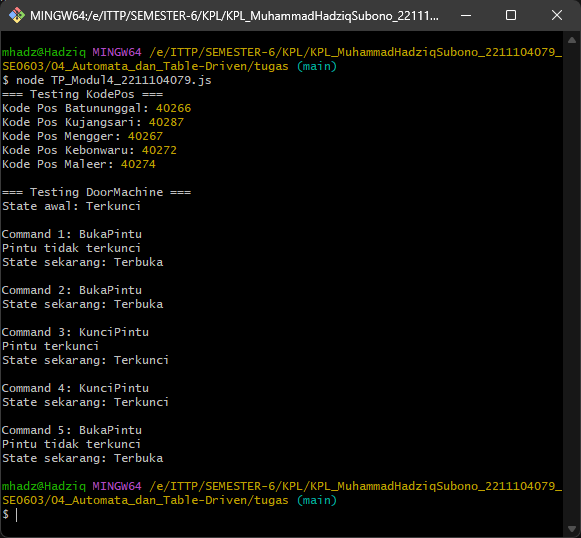 MINGW64:/e/ITTP/SEMESTER-6/KPL/KPL_MuhammadHadziqSubono_22111...
mhadz@Hadziq MINGW64 /e/ITTP/SEMESTER-6/KPL/KPL_MuhammadHadziqSubono_2211104079_
SE0603/04_Automata_dan_Table-Driven/tugas (main)
$ node TP_Modul4_2211104079.js
=== Testing KodePos ===
Kode Pos Batununggal: 40266
Kode Pos Kujangsari: 40287
Kode Pos Mengger: 40267
Kode Pos Kebonwaru: 40272
Kode Pos Maleer: 40274

=== Testing DoorMachine ===
State awal: Terkunci

Command 1: BukaPintu
Pintu tidak terkunci
State sekarang: Terbuka

Command 2: BukaPintu
State sekarang: Terbuka

Command 3: KunciPintu
Pintu terkunci
State sekarang: Terkunci

Command 4: KunciPintu
State sekarang: Terkunci

Command 5: BukaPintu
Pintu tidak terkunci
State sekarang: Terbuka

mhadz@Hadziq MINGW64 /e/ITTP/SEMESTER-6/KPL/KPL_MuhammadHadziqSubono_2211104079_
SE0603/04_Automata_dan_Table-Driven/tugas (main)
$